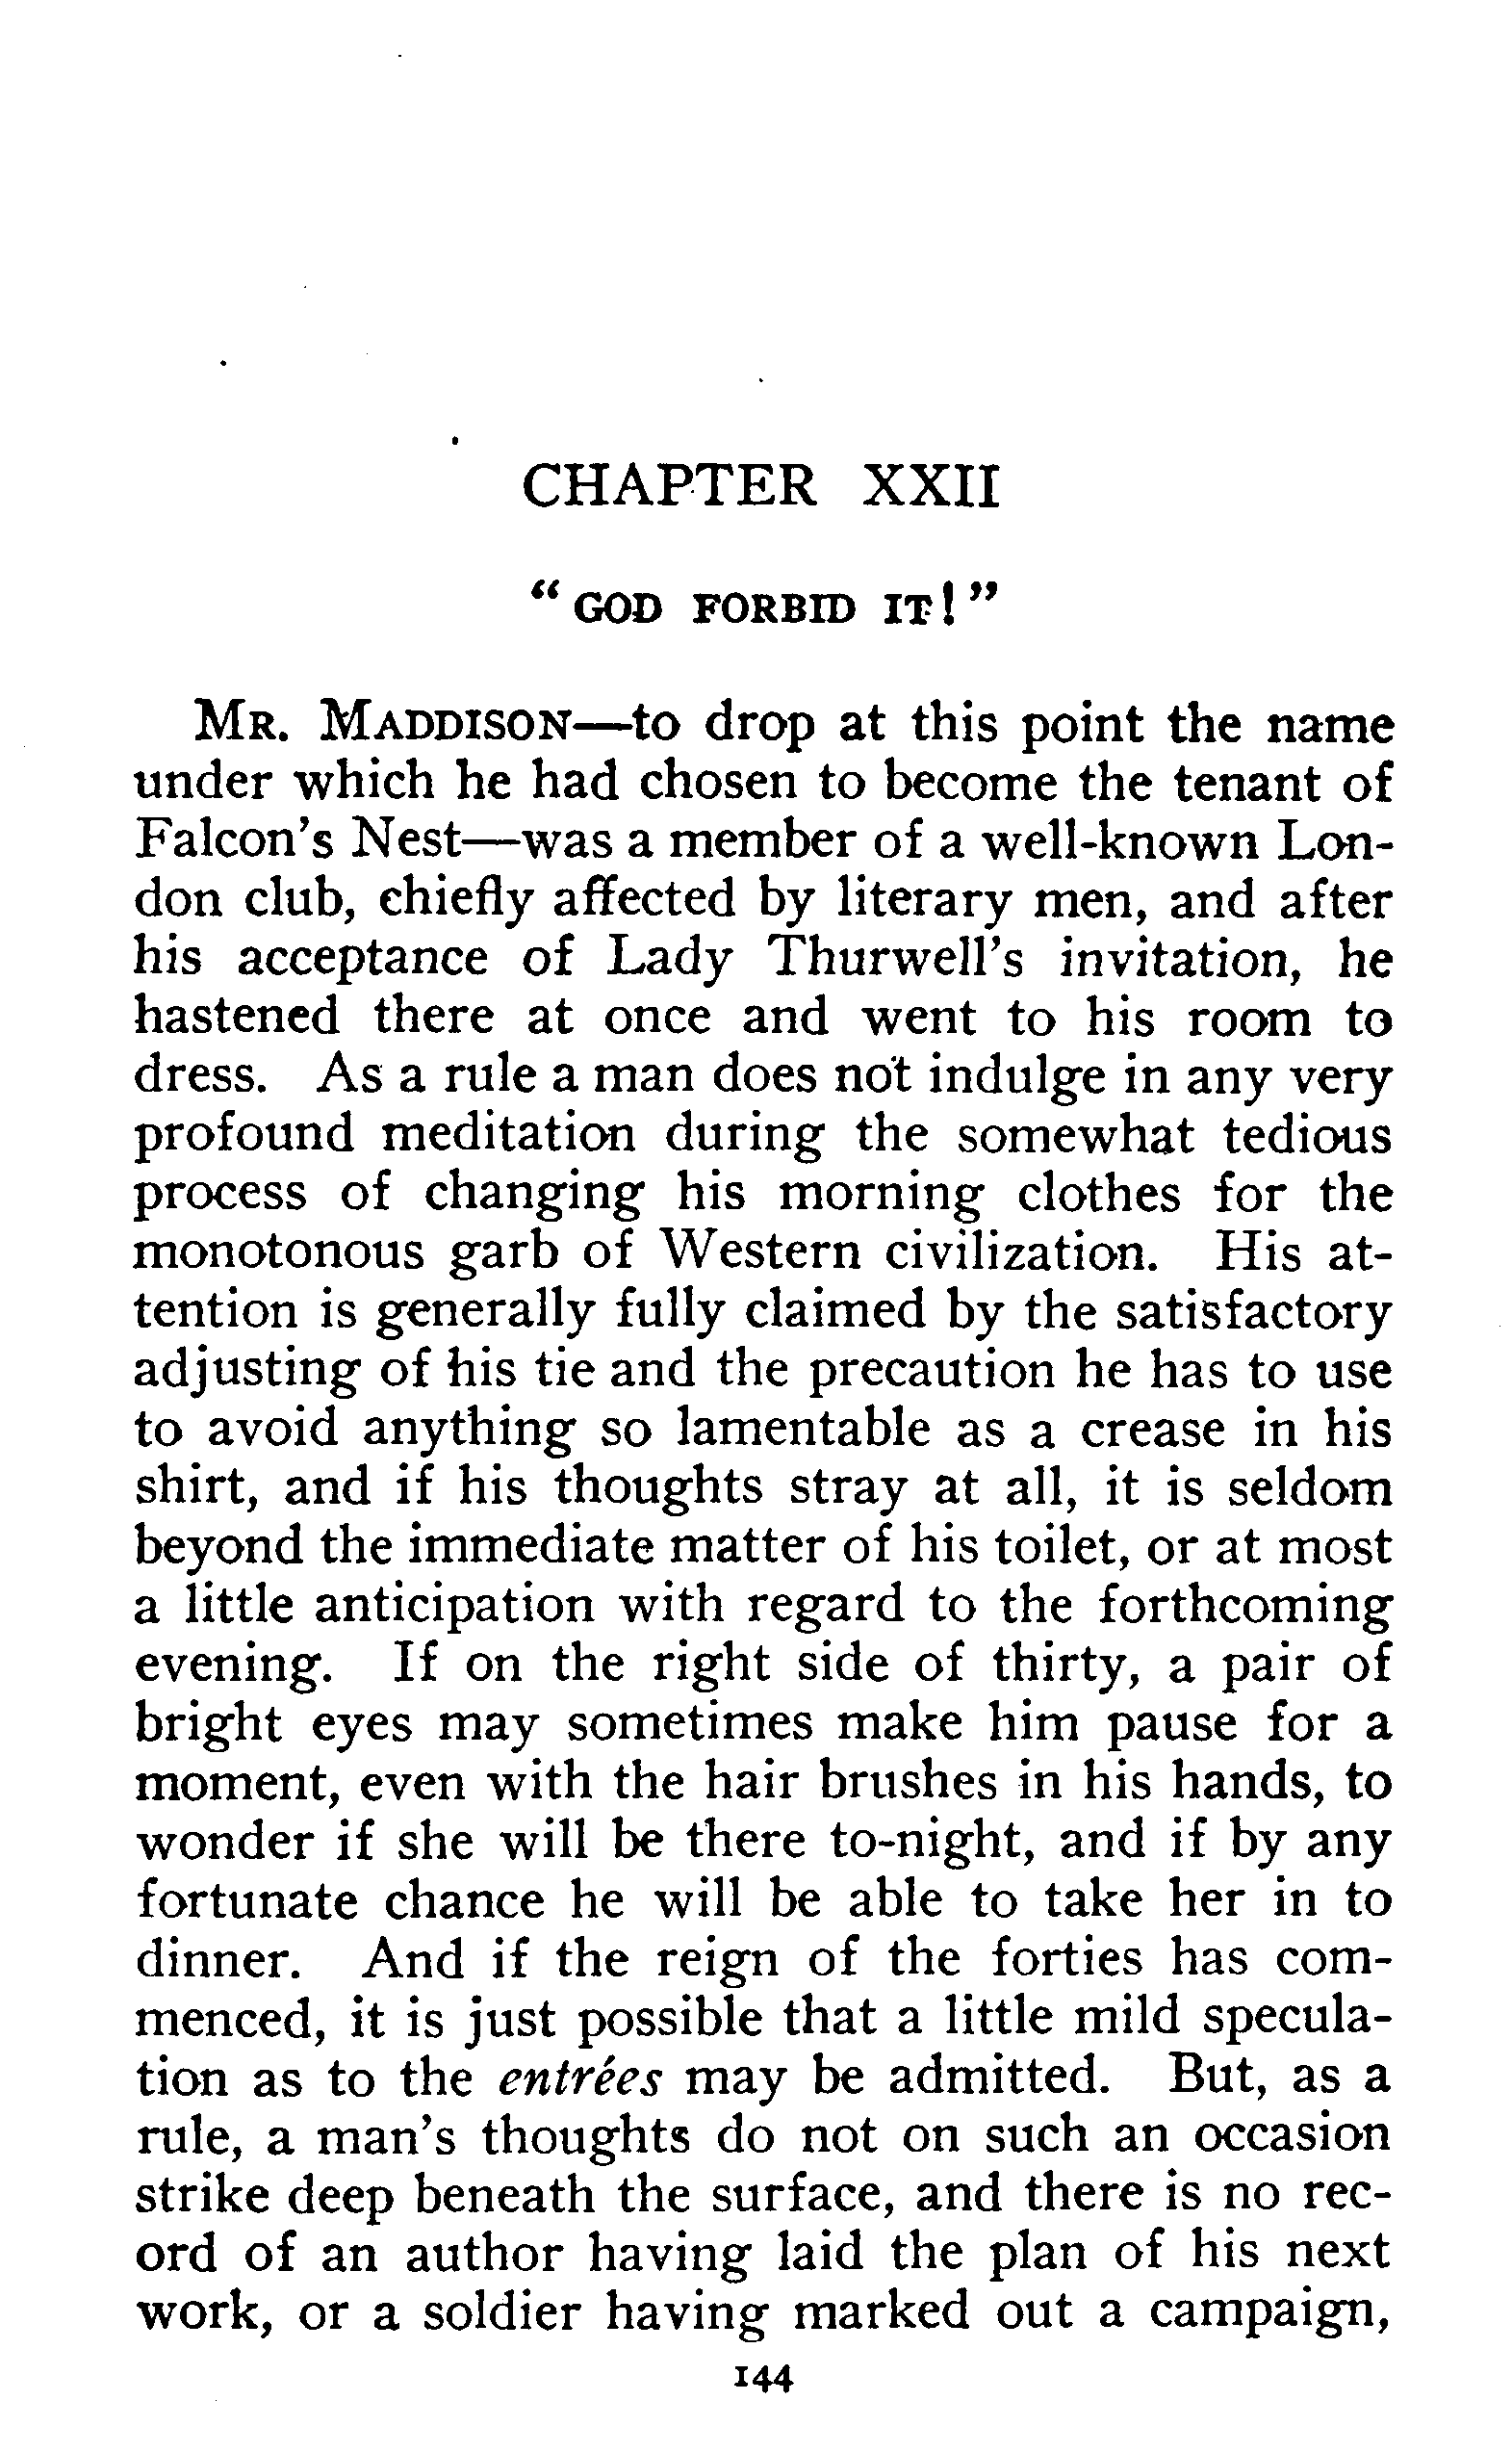 CHAPTER XXII
“GOD FORBID IT!”
MR. MADDISON—to drop at this point the name
under which he had chosen to become the tenant of
Falcon's Nest—was a member of a well-known Lon-
don club, chiefly affected by literary men, and after
his acceptance of Lady Thurwell's invitation, he
hastened there at once and went to his room to
dress. As a rule a man does not indulge in any very
profound meditation during the somewhat tedious
process of changing his morning clothes for the
monotonous garb of Western civilization. His at-
tention is generally fully claimed by the satisfactory
adjusting of his tie and the precaution he has to use
to avoid anything so lamentable as a crease in his
shirt, and if his thoughts stray at all, it is seldom
beyond the immediate matter of his toilet, or at most
a little anticipation with regard to the forthcoming
evening. If on the right side of thirty, a pair of
bright eyes may sometimes make him pause for a
moment, even with the hair brushes in his hands, to
wonder if she will be there to-night, and if by any
fortunate chance he will be able to take her in to
dinner. And if the reign of the forties has com-
menced, it is just possible that a little mild specula-
tion as to the entrées may be admitted. But, as a
rule, a man's thoughts do not on such an occasion
strike deep beneath the surface, and there is no rec-
ord of an author having laid the plan of his next
work, or a soldier having marked out a campaign,
144